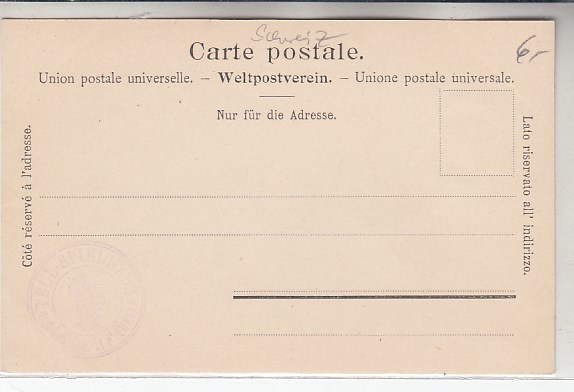 Schweiz
6,-
Carte postale.
Union postale universelle. – Weltpostverein. – Unione postale universale.
Nur für die Adresse.
Côté réservé à l'adresse.
Lato riservato all' indirizzo.